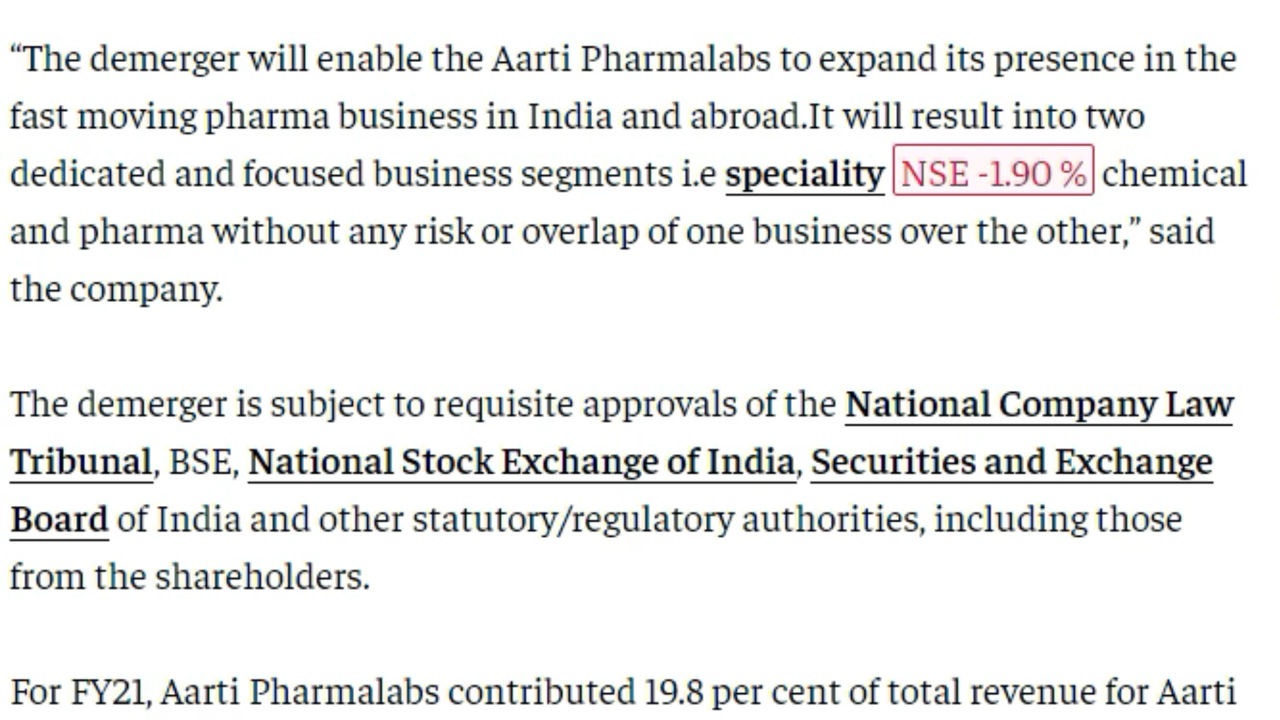 “The demerger will enable the Aarti Pharmalabs to expand its presence in the
fast moving pharma business in India and abroad.It will result into two
dedicated and focused business segments i.e speciality NSE -1.90 % chemical
and pharma without any risk or overlap of one business over the other,” said
the company.
The demerger is subject to requisite approvals of the National Company Law
Tribunal, BSE, National Stock Exchange of India, Securities and Exchange
Board of India and other statutory/regulatory authorities, including those
from the shareholders.
For FY21, Aarti Pharmalabs contributed 19.8 per cent of total revenue for Aarti